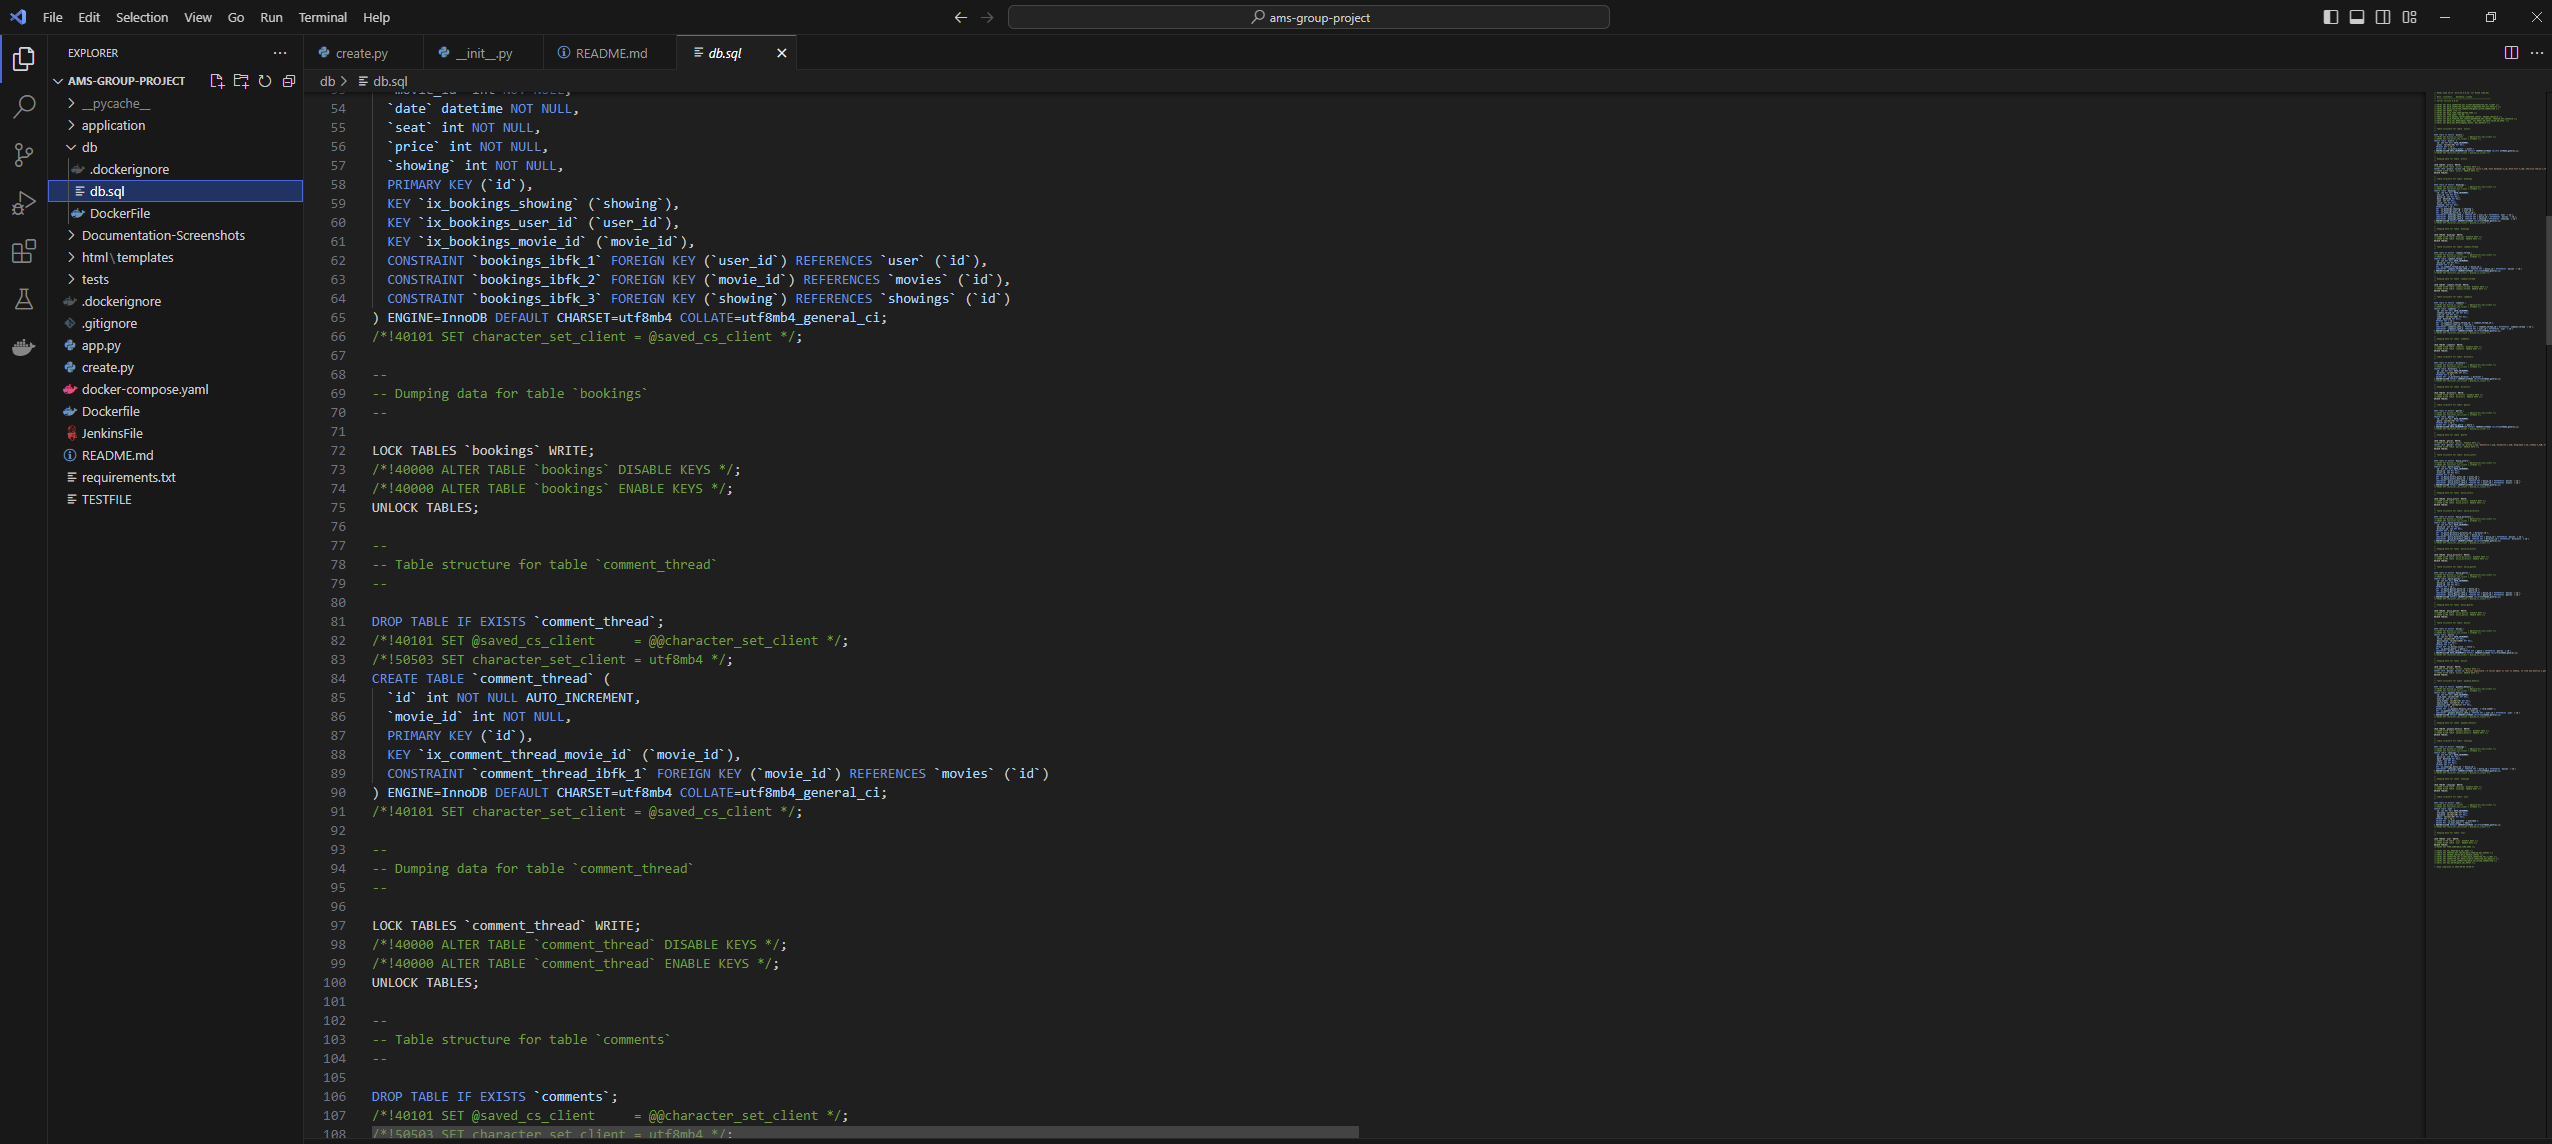 File Edit Selection View Go Run Terminal Help
ams-group-project
EXPLORER
AMS-GROUP-PROJECT
__pycache__
application
db
.dockerignore
db.sql
DockerFile
Documentation-Screenshots
html\templates
tests
.dockerignore
.gitignore
app.py
create.py
docker-compose.yaml
Dockerfile
JenkinsFile
README.md
requirements.txt
TESTFILE
create.py __init__.py README.md db.sql
db > db.sql
54 `date` datetime NOT NULL,
55 `seat` int NOT NULL,
56 `price` int NOT NULL,
57 `showing` int NOT NULL,
58 PRIMARY KEY (`id`),
59 KEY `ix_bookings_showing` (`showing`),
60 KEY `ix_bookings_user_id` (`user_id`),
61 KEY `ix_bookings_movie_id` (`movie_id`),
62 CONSTRAINT `bookings_ibfk_1` FOREIGN KEY (`user_id`) REFERENCES `user` (`id`),
63 CONSTRAINT `bookings_ibfk_2` FOREIGN KEY (`movie_id`) REFERENCES `movies` (`id`),
64 CONSTRAINT `bookings_ibfk_3` FOREIGN KEY (`showing`) REFERENCES `showings` (`id`)
65 ) ENGINE=InnoDB DEFAULT CHARSET=utf8mb4 COLLATE=utf8mb4_general_ci;
66 /*!40101 SET character_set_client = @saved_cs_client */;
67
68 --
69 -- Dumping data for table `bookings`
70 --
71
72 LOCK TABLES `bookings` WRITE;
73 /*!40000 ALTER TABLE `bookings` DISABLE KEYS */;
74 /*!40000 ALTER TABLE `bookings` ENABLE KEYS */;
75 UNLOCK TABLES;
76
77 --
78 -- Table structure for table `comment_thread`
79 --
80
81 DROP TABLE IF EXISTS `comment_thread`;
82 /*!40101 SET @saved_cs_client     = @@character_set_client */;
83 /*!50503 SET character_set_client = utf8mb4 */;
84 CREATE TABLE `comment_thread` (
85 `id` int NOT NULL AUTO_INCREMENT,
86 `movie_id` int NOT NULL,
87 PRIMARY KEY (`id`),
88 KEY `ix_comment_thread_movie_id` (`movie_id`),
89 CONSTRAINT `comment_thread_ibfk_1` FOREIGN KEY (`movie_id`) REFERENCES `movies` (`id`)
90 ) ENGINE=InnoDB DEFAULT CHARSET=utf8mb4 COLLATE=utf8mb4_general_ci;
91 /*!40101 SET character_set_client = @saved_cs_client */;
92
93 --
94 -- Dumping data for table `comment_thread`
95 --
96
97 LOCK TABLES `comment_thread` WRITE;
98 /*!40000 ALTER TABLE `comment_thread` DISABLE KEYS */;
99 /*!40000 ALTER TABLE `comment_thread` ENABLE KEYS */;
100 UNLOCK TABLES;
101
102 --
103 -- Table structure for table `comments`
104 --
105
106 DROP TABLE IF EXISTS `comments`;
107 /*!40101 SET @saved_cs_client     = @@character_set_client */;
108 /*!50503 SET character_set_client = utf8mb4 */;